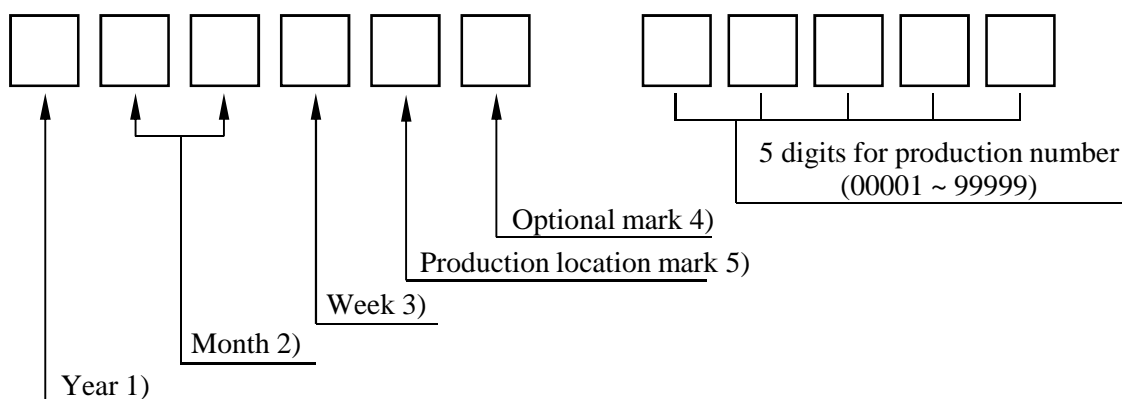 5 digits for production number
(00001 ~ 99999)
Optional mark 4)
Production location mark 5)
Week 3)
Month 2)
Year 1)